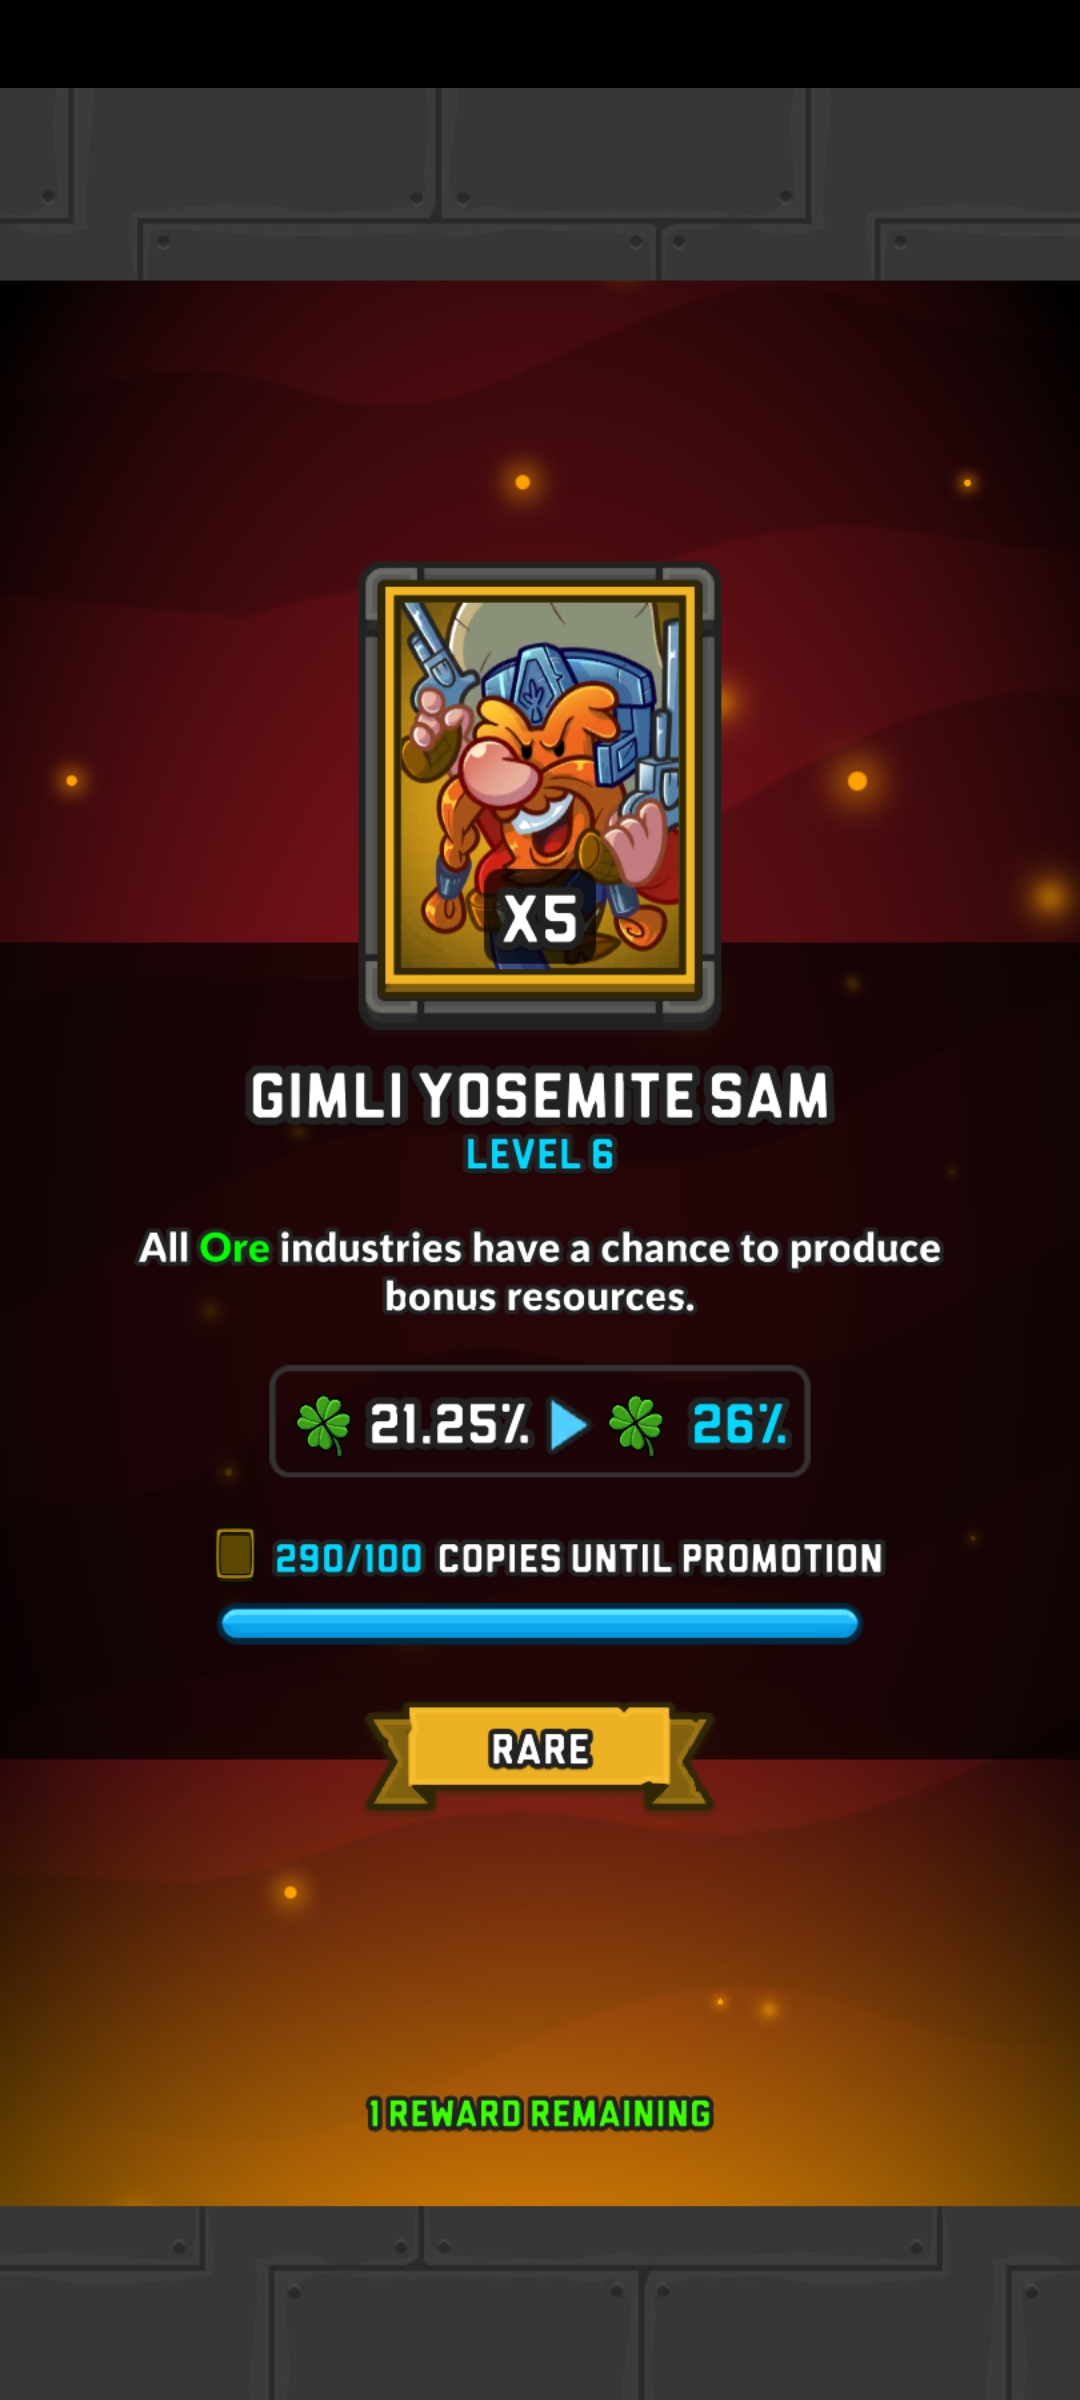 X5
GIMLI YOSEMITE SAM
LEVEL 6
All Ore industries have a chance to produce
bonus resources.
21.25% 26%
290/100 COPIES UNTIL PROMOTION
RARE
1 REWARD REMAINING